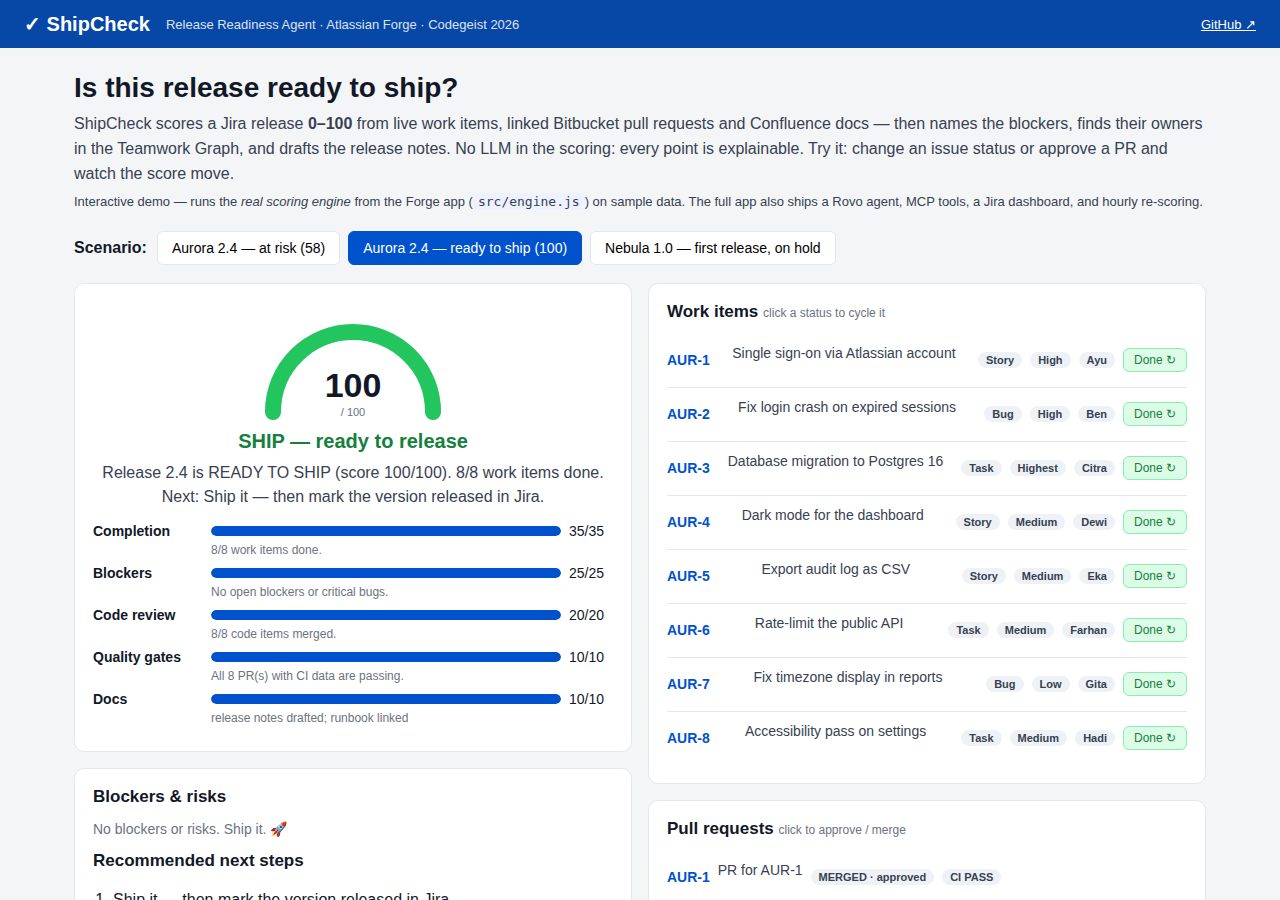 ✓ ShipCheck Release Readiness Agent · Atlassian Forge · Codegeist 2026 GitHub ↗
Is this release ready to ship?
ShipCheck scores a Jira release 0–100 from live work items, linked Bitbucket pull requests and Confluence docs — then names the blockers, finds their owners
in the Teamwork Graph, and drafts the release notes. No LLM in the scoring: every point is explainable. Try it: change an issue status or approve a PR and
watch the score move.
Interactive demo — runs the real scoring engine from the Forge app ( src/engine.js ) on sample data. The full app also ships a Rovo agent, MCP tools, a Jira dashboard, and hourly re-scoring.
Scenario: Aurora 2.4 — at risk (58) Aurora 2.4 — ready to ship (100) Nebula 1.0 — first release, on hold
100
/ 100
SHIP — ready to release
Release 2.4 is READY TO SHIP (score 100/100). 8/8 work items done.
Next: Ship it — then mark the version released in Jira.
Completion 35/35
8/8 work items done.
Blockers 25/25
No open blockers or critical bugs.
Code review 20/20
8/8 code items merged.
Quality gates 10/10
All 8 PR(s) with CI data are passing.
Docs 10/10
release notes drafted; runbook linked
Blockers & risks
No blockers or risks. Ship it. 🚀
Recommended next steps
1. Ship it — then mark the version released in Jira.
Work items click a status to cycle it
AUR-1 Single sign-on via Atlassian account Story High Ayu Done ↻
AUR-2 Fix login crash on expired sessions Bug High Ben Done ↻
AUR-3 Database migration to Postgres 16 Task Highest Citra Done ↻
AUR-4 Dark mode for the dashboard Story Medium Dewi Done ↻
AUR-5 Export audit log as CSV Story Medium Eka Done ↻
AUR-6 Rate-limit the public API Task Medium Farhan Done ↻
AUR-7 Fix timezone display in reports Bug Low Gita Done ↻
AUR-8 Accessibility pass on settings Task Medium Hadi Done ↻
Pull requests click to approve / merge
AUR-1 PR for AUR-1 MERGED · approved CI PASS